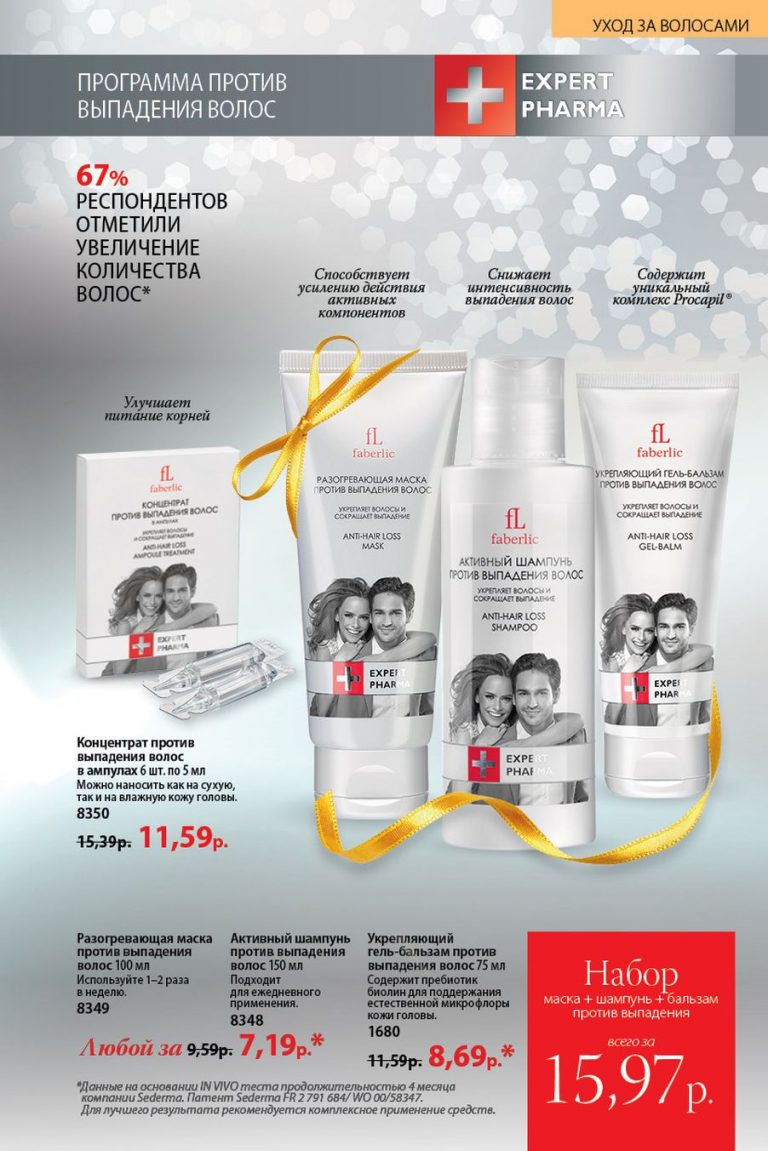 УХОД ЗА ВОЛОСАМИ
ПРОГРАММА ПРОТИВ
ВЫПАДЕНИЯ ВОЛОС
EXPERT
PHARMA
67%
РЕСПОНДЕНТОВ
ОТМЕТИЛИ
УВЕЛИЧЕНИЕ
КОЛИЧЕСТВА
ВОЛОС*
Способствует
усилению действия
активных
компонентов
Снижает
интенсивность
выпадения волос
Содержит
уникальный
комплекс Procapil®
Улучшает
питание корней
fL
faberlic
КОНЦЕНТРАТ
ПРОТИВ ВЫПАДЕНИЯ ВОЛОС
В АМПУЛАХ
УКРЕПЛЯЕТ ВОЛОСЫ
И СОКРАЩАЕТ ВЫПАДЕНИЕ
ANTI-HAIR LOSS
AMPOULE TREATMENT
EXPERT
PHARMA
fL
faberlic
РАЗОГРЕВАЮЩАЯ МАСКА
ПРОТИВ ВЫПАДЕНИЯ ВОЛОС
УКРЕПЛЯЕТ ВОЛОСЫ И
СОКРАЩАЕТ ВЫПАДЕНИЕ
ANTI-HAIR LOSS
MASK
EXPERT
PHARMA
fL
faberlic
АКТИВНЫЙ ШАМПУНЬ
ПРОТИВ ВЫПАДЕНИЯ ВОЛОС
УКРЕПЛЯЕТ ВОЛОСЫ И
СОКРАЩАЕТ ВЫПАДЕНИЕ
ANTI-HAIR LOSS
SHAMPOO
EXPERT
PHARMA
fL
faberlic
УКРЕПЛЯЮЩИЙ ГЕЛЬ-БАЛЬЗАМ
ПРОТИВ ВЫПАДЕНИЯ ВОЛОС
УКРЕПЛЯЕТ ВОЛОСЫ И
СОКРАЩАЕТ ВЫПАДЕНИЕ
ANTI-HAIR LOSS
GEL-BALM
EXPERT
PHARMA
Концентрат против
выпадения волос
в ампулах 6 шт. по 5 мл
Можно наносить как на сухую,
так и на влажную кожу головы.
8350
15,39р. 11,59р.
Разогревающая маска
против выпадения
волос 100 мл
Используйте 1–2 раза
в неделю.
8349
Активный шампунь
против выпадения
волос 150 мл
Подходит
для ежедневного
применения.
8348
Любой за 9,59р. 7,19р.*
Укрепляющий
гель-бальзам против
выпадения волос 75 мл
Содержит пребиотик
биолин для поддержания
естественной микрофлоры
кожи головы.
1680
11,59р. 8,69р.*
Набор
маска + шампунь + бальзам
против выпадения
всего за
15,97р.
*Данные на основании IN VIVO теста продолжительностью 4 месяца
компании Sederma. Патент Sederma FR 2 791 684/ WO 00/58347.
Для лучшего результата рекомендуется комплексное применение средств.